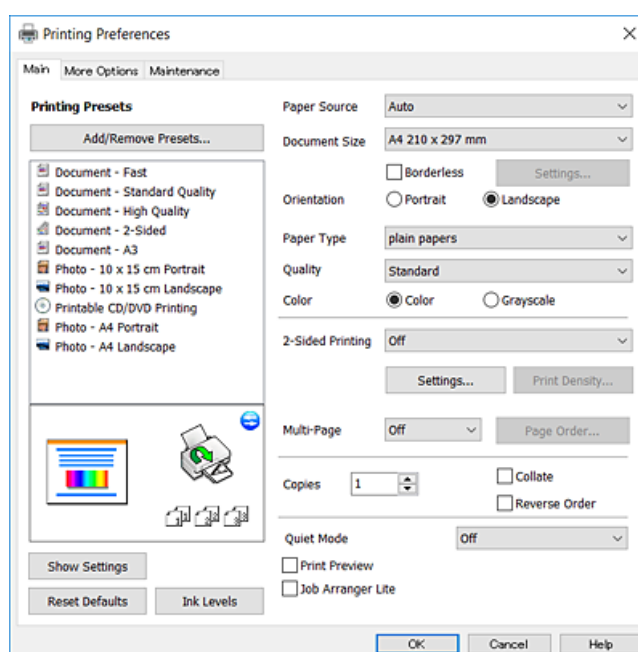 Printing Preferences
Main More Options Maintenance
Printing Presets
Add/Remove Presets...
Document - Fast
Document - Standard Quality
Document - High Quality
Document - 2-Sided
Document - A3
Photo - 10 x 15 cm Portrait
Photo - 10 x 15 cm Landscape
Printable CD/DVD Printing
Photo - A4 Portrait
Photo - A4 Landscape
Show Settings
Reset Defaults Ink Levels
Paper Source Auto
Document Size A4 210 x 297 mm
Borderless Settings...
Orientation Portrait Landscape
Paper Type plain papers
Quality Standard
Color Color Grayscale
2-Sided Printing Off
Settings... Print Density...
Multi-Page Off Page Order...
Copies 1 Collate
Reverse Order
Quiet Mode Off
Print Preview
Job Arranger Lite
OK Cancel Help